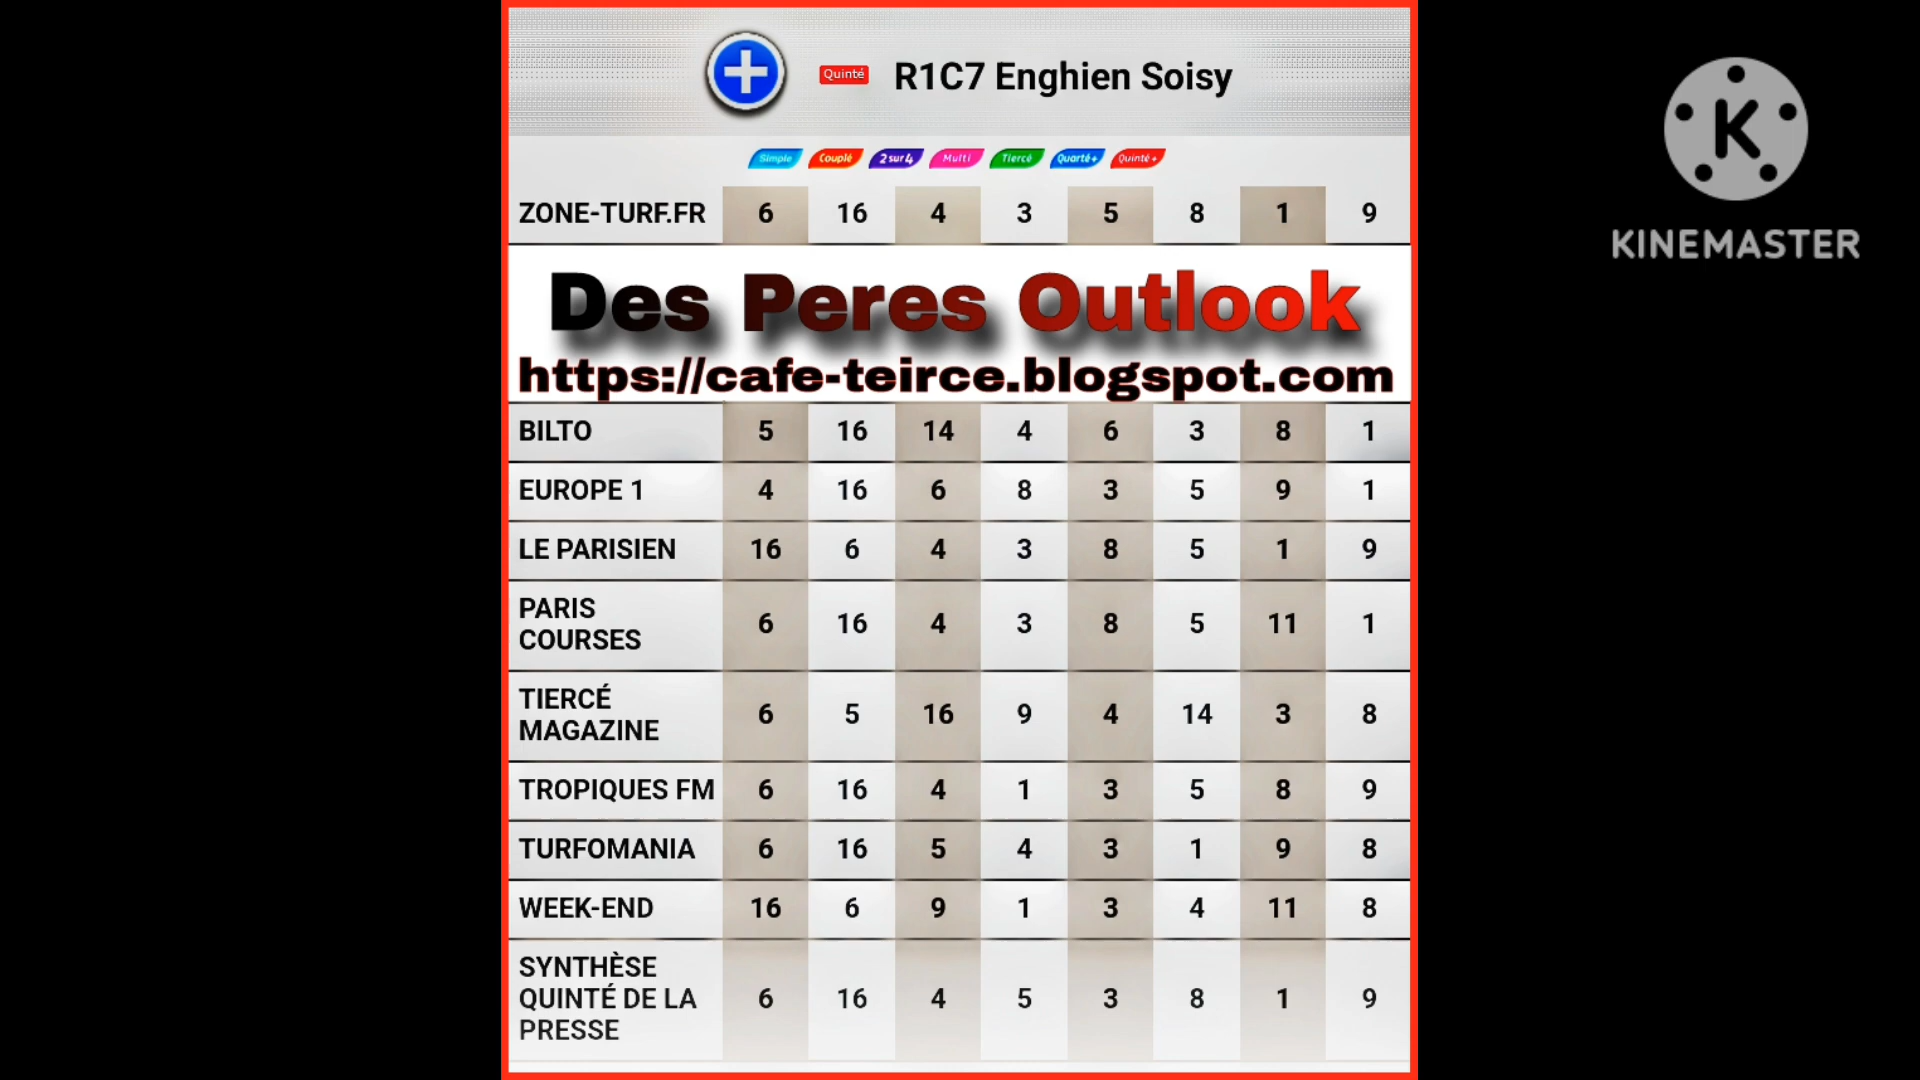 Quinté R1C7 Enghien Soisy
K
KINEMASTER
Simple Couplé 2 sur 4 Multi Tiercé Quarté+ Quinté+
ZONE-TURF.FR 6 16 4 3 5 8 1 9
Des Peres Outlook
https://cafe-teirce.blogspot.com
BILTO 5 16 14 4 6 3 8 1
EUROPE 1 4 16 6 8 3 5 9 1
LE PARISIEN 16 6 4 3 8 5 1 9
PARIS
COURSES 6 16 4 3 8 5 11 1
TIERCÉ
MAGAZINE 6 5 16 9 4 14 3 8
TROPIQUES FM 6 16 4 1 3 5 8 9
TURFOMANIA 6 16 5 4 3 1 9 8
WEEK-END 16 6 9 1 3 4 11 8
SYNTHÈSE
QUINTÉ DE LA 6 16 4 5 3 8 1 9
PRESSE